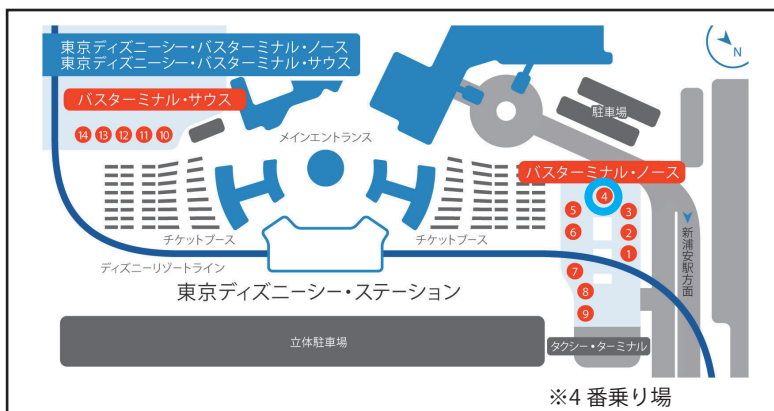 東京ディズニーシー・バスターミナル・ノース
東京ディズニーシー・バスターミナル・サウス
N
バスターミナル・サウス
14 13 12 11 10
メインエントランス
駐車場
バスターミナル・ノース
4
5
3
6
2
1
チケットブース
チケットブース
新浦安駅方面
ディズニーリゾートライン
7
東京ディズニーシー・ステーション
8
9
立体駐車場
タクシー・ターミナル
※4 番乗り場